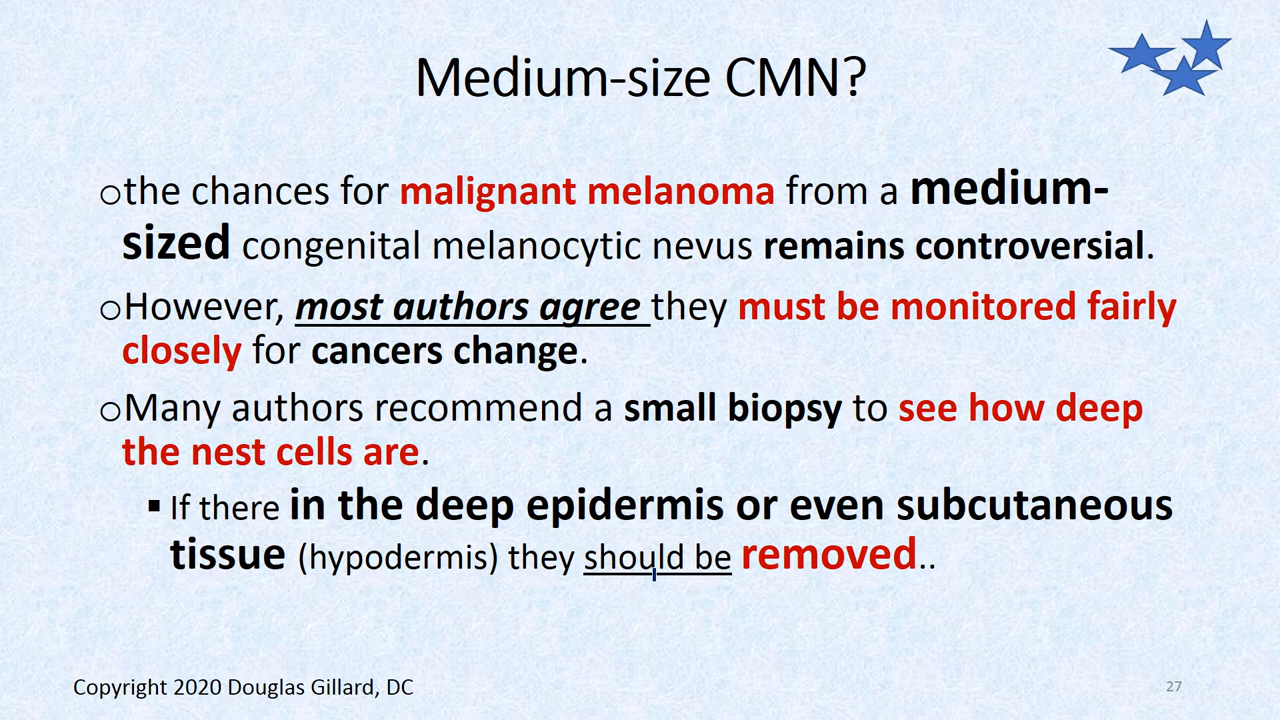 Medium-size CMN?
othe chances for malignant melanoma from a medium-
sized congenital melanocytic nevus remains controversial.
oHowever, most authors agree they must be monitored fairly
closely for cancers change.
oMany authors recommend a small biopsy to see how deep
the nest cells are.
▪ If there in the deep epidermis or even subcutaneous
tissue (hypodermis) they should be removed..
Copyright 2020 Douglas Gillard, DC
27